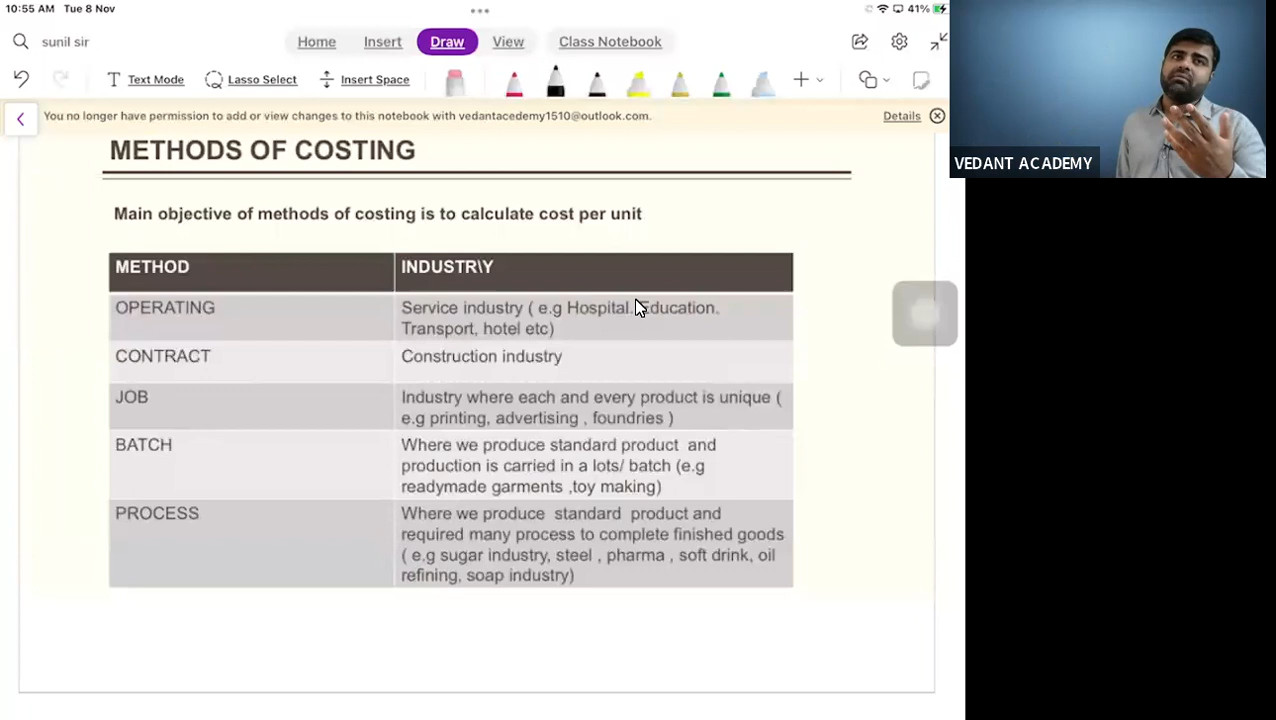 10:55 AM Tue 8 Nov
41%
sunil sir
Home Insert Draw View Class Notebook
Text Mode Lasso Select Insert Space
You no longer have permission to add or view changes to this notebook with vedantacedemy1510@outlook.com. Details
VEDANT ACADEMY
METHODS OF COSTING
Main objective of methods of costing is to calculate cost per unit
METHOD INDUSTR\Y
OPERATING Service industry ( e.g Hospital. Education.
Transport, hotel etc)
CONTRACT Construction industry
JOB Industry where each and every product is unique (
e.g printing, advertising , foundries )
BATCH Where we produce standard product and
production is carried in a lots/ batch (e.g
readymade garments ,toy making)
PROCESS Where we produce standard product and
required many process to complete finished goods
( e.g sugar industry, steel , pharma , soft drink, oil
refining, soap industry)